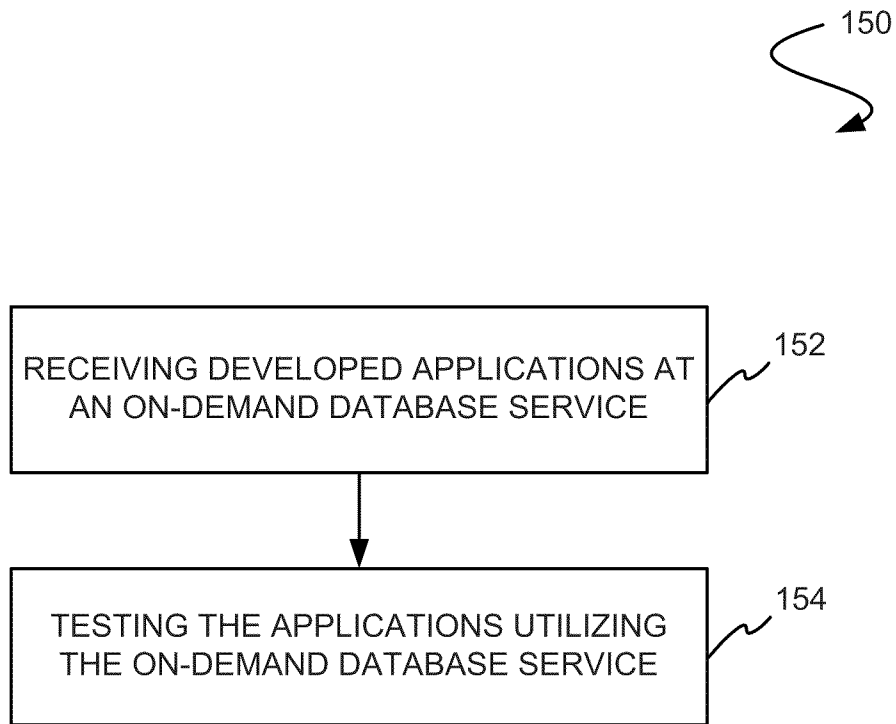 150
RECEIVING DEVELOPED APPLICATIONS AT
AN ON-DEMAND DATABASE SERVICE
152
TESTING THE APPLICATIONS UTILIZING
THE ON-DEMAND DATABASE SERVICE
154